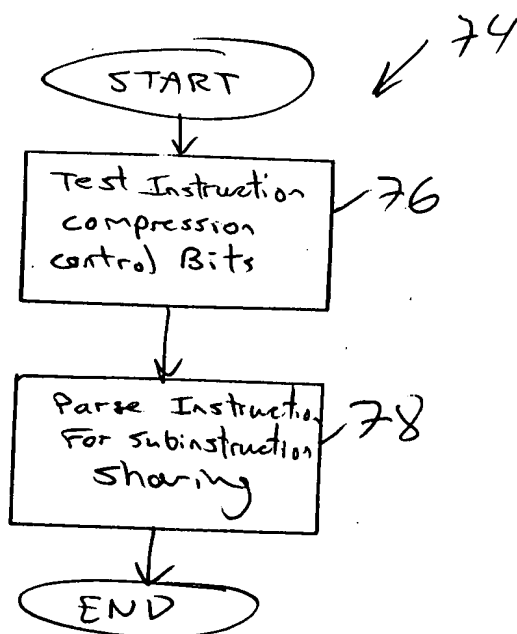 74
START
Test Instruction
compression
control Bits
76
Parse Instruction
For subinstruction
Sharing
78
END